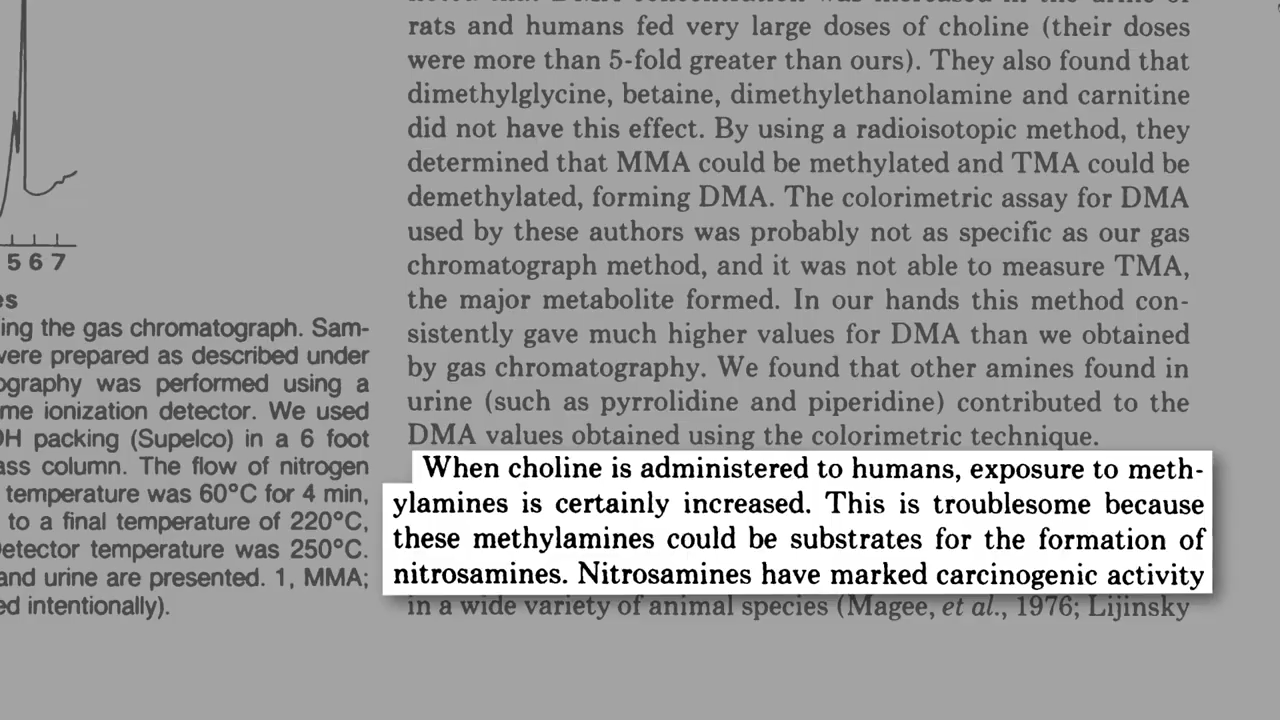 5 6 7
ing the gas chromatograph. Sam-
were prepared as described under
ography was performed using a
me ionization detector. We used
OH packing (Supelco) in a 6 foot
ass column. The flow of nitrogen
temperature was 60°C for 4 min,
to a final temperature of 220°C,
etector temperature was 250°C.
and urine are presented. 1, MMA;
ed intentionally).
rats and humans fed very large doses of choline (their doses
were more than 5-fold greater than ours). They also found that
dimethylglycine, betaine, dimethylethanolamine and carnitine
did not have this effect. By using a radioisotopic method, they
determined that MMA could be methylated and TMA could be
demethylated, forming DMA. The colorimetric assay for DMA
used by these authors was probably not as specific as our gas
chromatograph method, and it was not able to measure TMA,
the major metabolite formed. In our hands this method con-
sistently gave much higher values for DMA than we obtained
by gas chromatography. We found that other amines found in
urine (such as pyrrolidine and piperidine) contributed to the
DMA values obtained using the colorimetric technique.
When choline is administered to humans, exposure to meth-
ylamines is certainly increased. This is troublesome because
these methylamines could be substrates for the formation of
nitrosamines. Nitrosamines have marked carcinogenic activity
in a wide variety of animal species (Magee, et al., 1976; Lijinsky